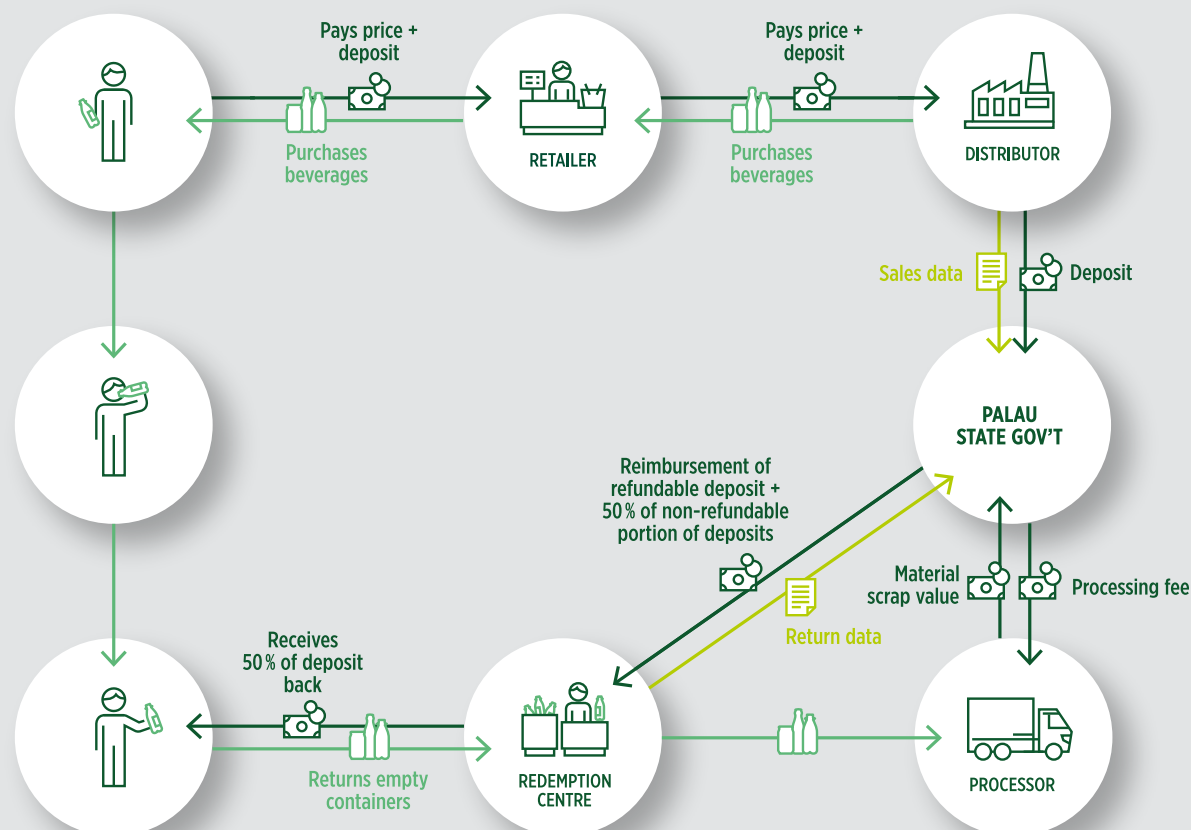 Pays price +
deposit
Pays price +
deposit
RETAILER
DISTRIBUTOR
Purchases
beverages
Purchases
beverages
Sales data
Deposit
PALAU
STATE GOV'T
Reimbursement of
refundable deposit +
50% of non-refundable
portion of deposits
Material
scrap value
Processing fee
Return data
Receives
50% of deposit
back
Returns empty
containers
REDEMPTION
CENTRE
PROCESSOR